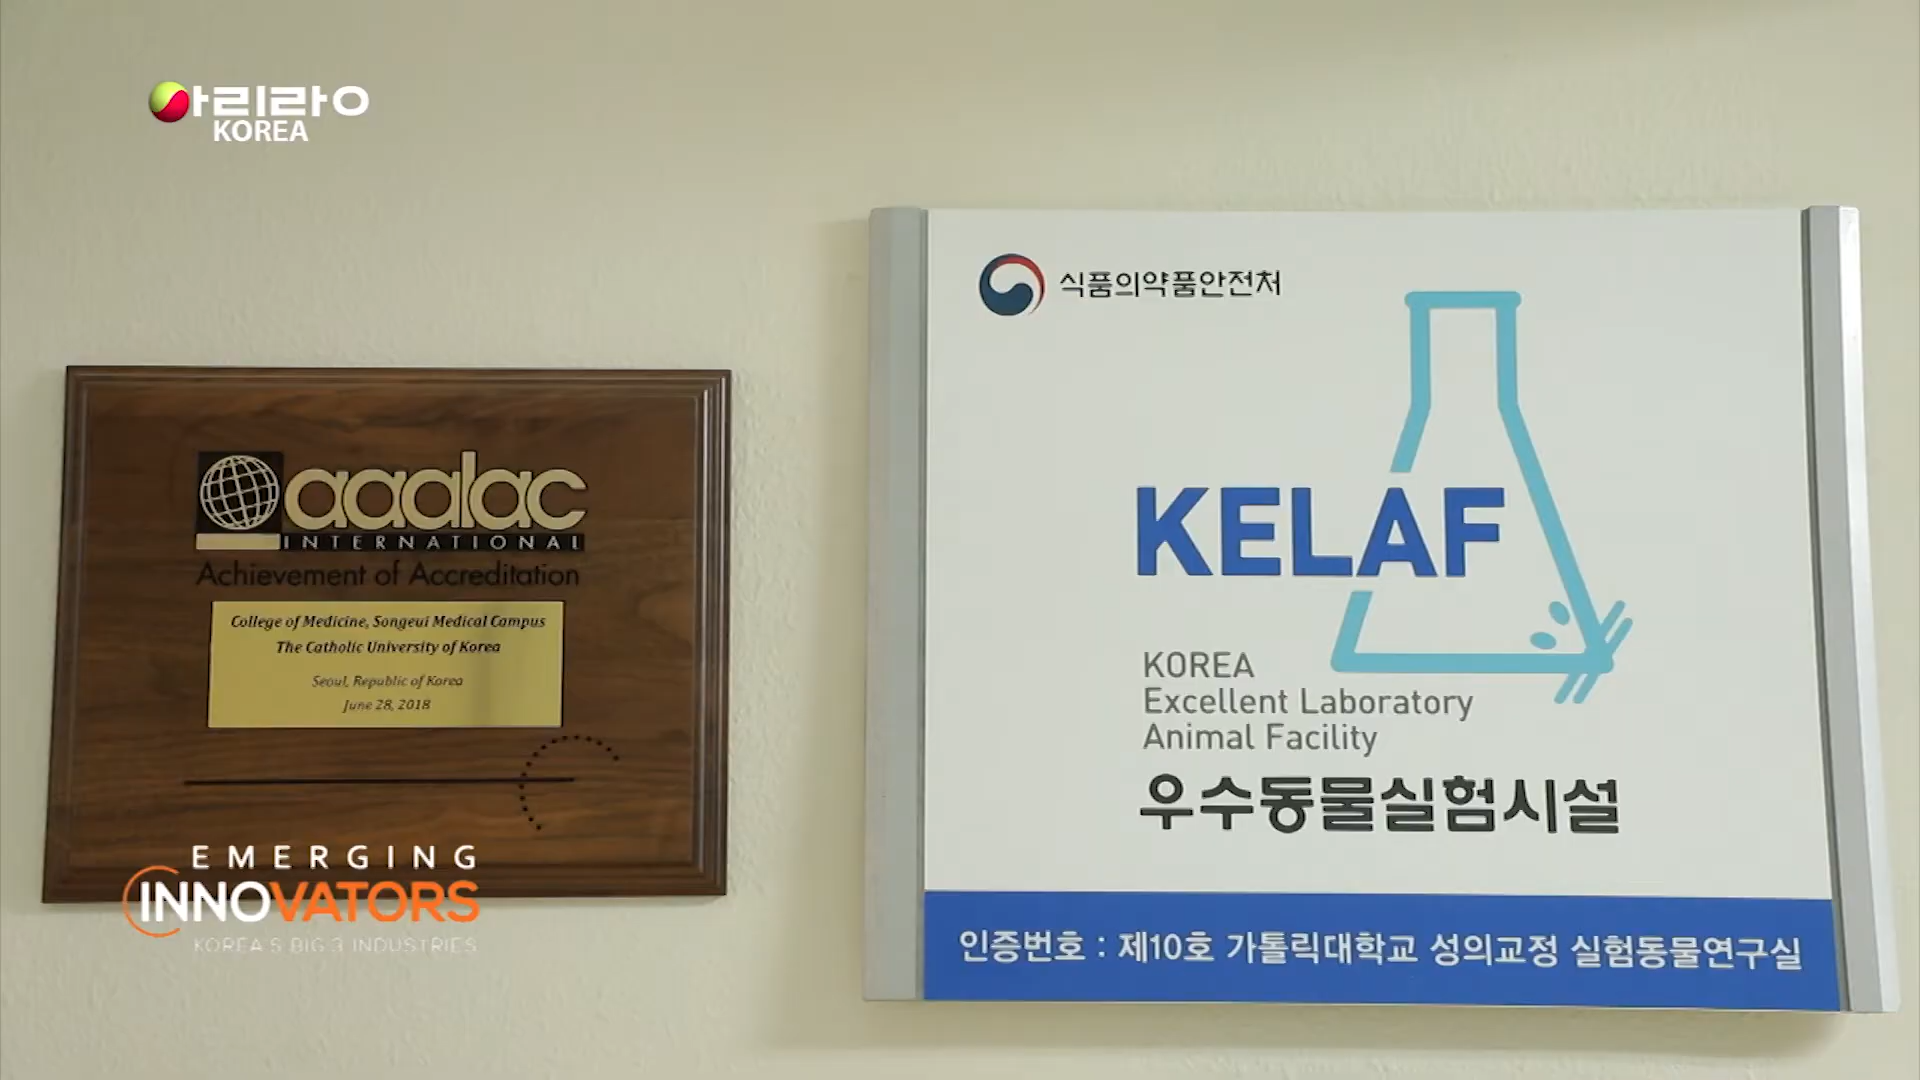 아리랑
KOREA
aaalac
INTERNATIONAL
Achievement of Accreditation
College of Medicine, Songeui Medical Campus
The Catholic University of Korea
Seoul, Republic of Korea
June 28, 2018
EMERGING
INNOVATORS
KOREA'S BIG 3 INDUSTRIES
식품의약품안전처
KELAF
KOREA
Excellent Laboratory
Animal Facility
우수동물실험시설
인증번호 : 제10호 가톨릭대학교 성의교정 실험동물연구실